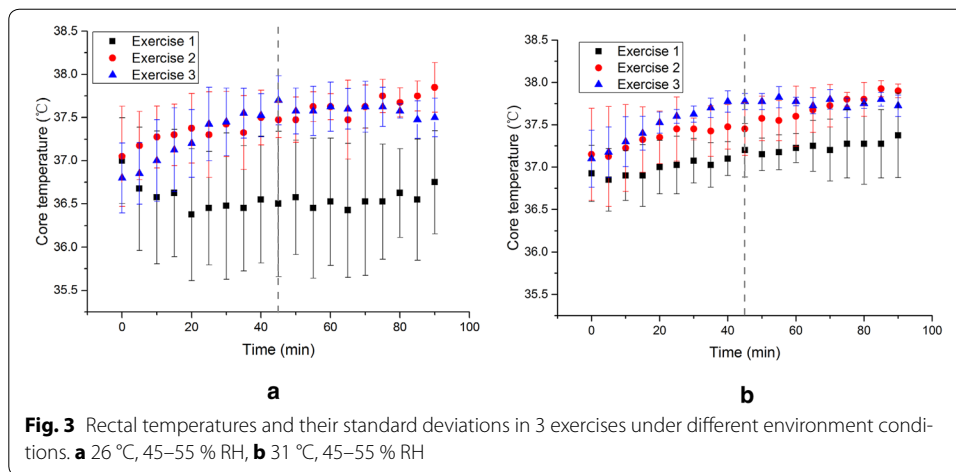 38.5
38.0
37.5
37.0
36.5
36.0
35.5
Core temperature (℃)
Exercise 1
Exercise 2
Exercise 3
0 20 40 60 80 100
Time (min)
a
38.5
38.0
37.5
37.0
36.5
36.0
35.5
Core temperature (℃)
Exercise 1
Exercise 2
Exercise 3
0 20 40 60 80 100
Time (min)
b
Fig. 3 Rectal temperatures and their standard deviations in 3 exercises under different environment condi-
tions. a 26 °C, 45–55 % RH, b 31 °C, 45–55 % RH